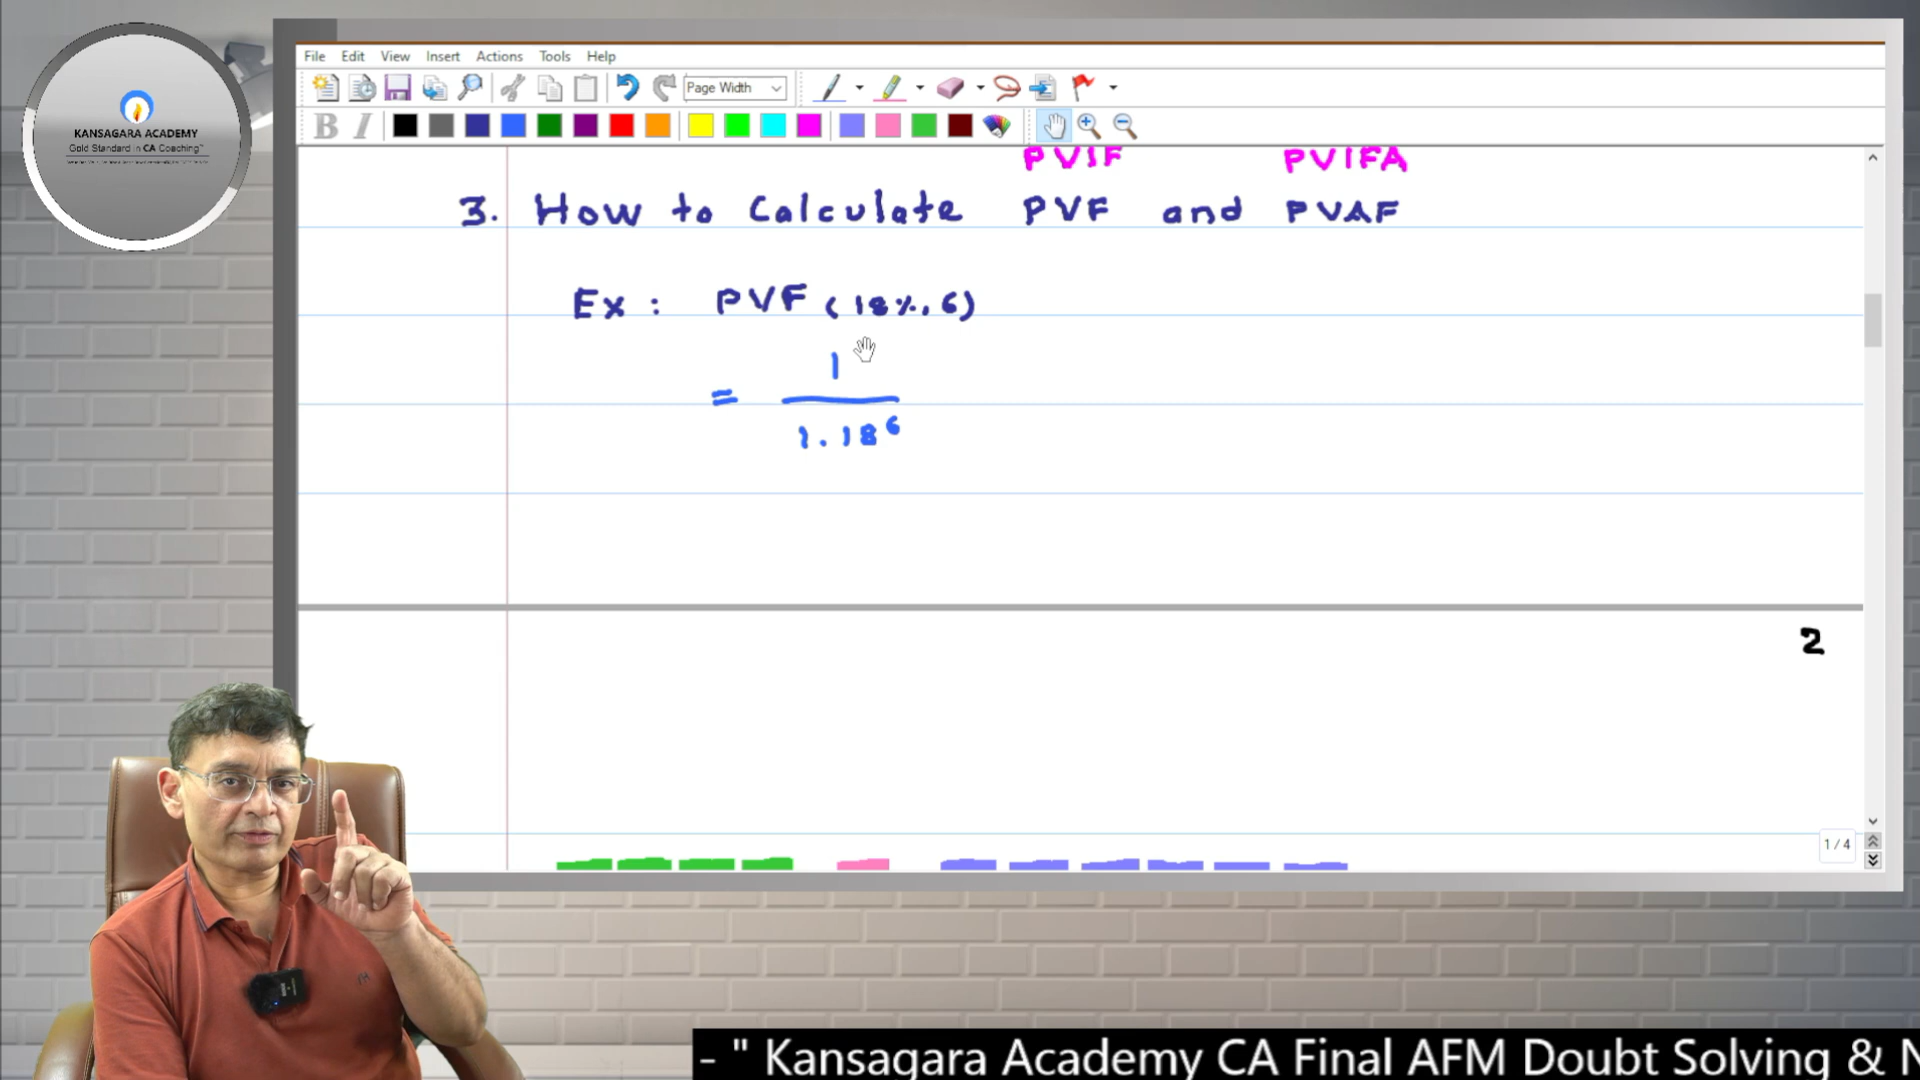 KANSAGARA ACADEMY
Gold Standard in CA Coaching™
File Edit View Insert Actions Tools Help
Page Width
B I
PVIF PVIFA
3. How to Calculate PVF and PVAF
Ex : PVF (18%, 6)
1
=
1.18⁶
2
1 / 4
- " Kansagara Academy CA Final AFM Doubt Solving & N